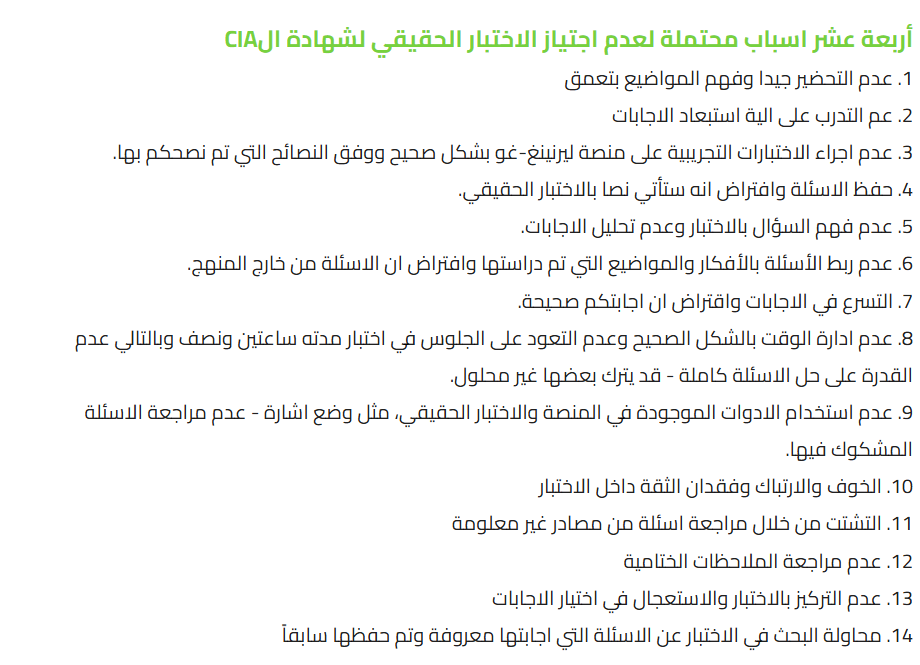 أربعة عشر اسباب محتملة لعدم اجتياز الاختبار الحقيقي لشهادة الCIA
1. عدم التحضير جيدا وفهم المواضيع بتعمق
2. عم التدرب على الية استبعاد الاجابات
3. عدم اجراء الاختبارات التجريبية على منصة ليرنينغ-غو بشكل صحيح ووفق النصائح التي تم نصحكم بها.
4. حفظ الاسئلة وافتراض انه ستأتي نصا بالاختبار الحقيقي.
5. عدم فهم السؤال بالاختبار وعدم تحليل الاجابات.
6. عدم ربط الأسئلة بالأفكار والمواضيع التي تم دراستها وافتراض ان الاسئلة من خارج المنهج.
7. التسرع في الاجابات واقتراض ان اجابتكم صحيحة.
8. عدم ادارة الوقت بالشكل الصحيح وعدم التعود على الجلوس في اختبار مدته ساعتين ونصف وبالتالي عدم
القدرة على حل الاسئلة كاملة - قد يترك بعضها غير محلول.
9. عدم استخدام الادوات الموجودة في المنصة والاختبار الحقيقي، مثل وضع اشارة - عدم مراجعة الاسئلة
المشكوك فيها.
10. الخوف والارتباك وفقدان الثقة داخل الاختبار
11. التشتت من خلال مراجعة اسئلة من مصادر غير معلومة
12. عدم مراجعة الملاحظات الختامية
13. عدم التركيز بالاختبار والاستعجال في اختيار الاجابات
14. محاولة البحث في الاختبار عن الاسئلة التي اجابتها معروفة وتم حفظها سابقاً